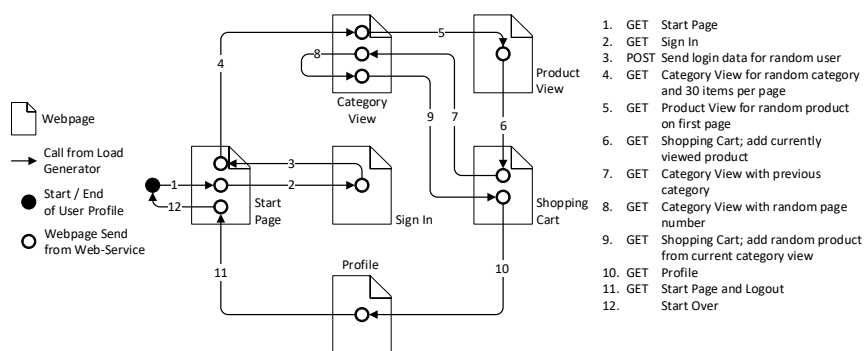 Webpage
Call from Load
Generator
Start / End
of User Profile
Webpage Send
from Web-Service
Category
View
Product
View
Start
Page
Sign In
Shopping
Cart
Profile
1
2
3
4
5
6
7
8
9
10
11
12
1. GET Start Page
2. GET Sign In
3. POST Send login data for random user
4. GET Category View for random category
and 30 items per page
5. GET Product View for random product
on first page
6. GET Shopping Cart; add currently
viewed product
7. GET Category View with previous
category
8. GET Category View with random page
number
9. GET Shopping Cart; add random product
from current category view
10. GET Profile
11. GET Start Page and Logout
12. Start Over